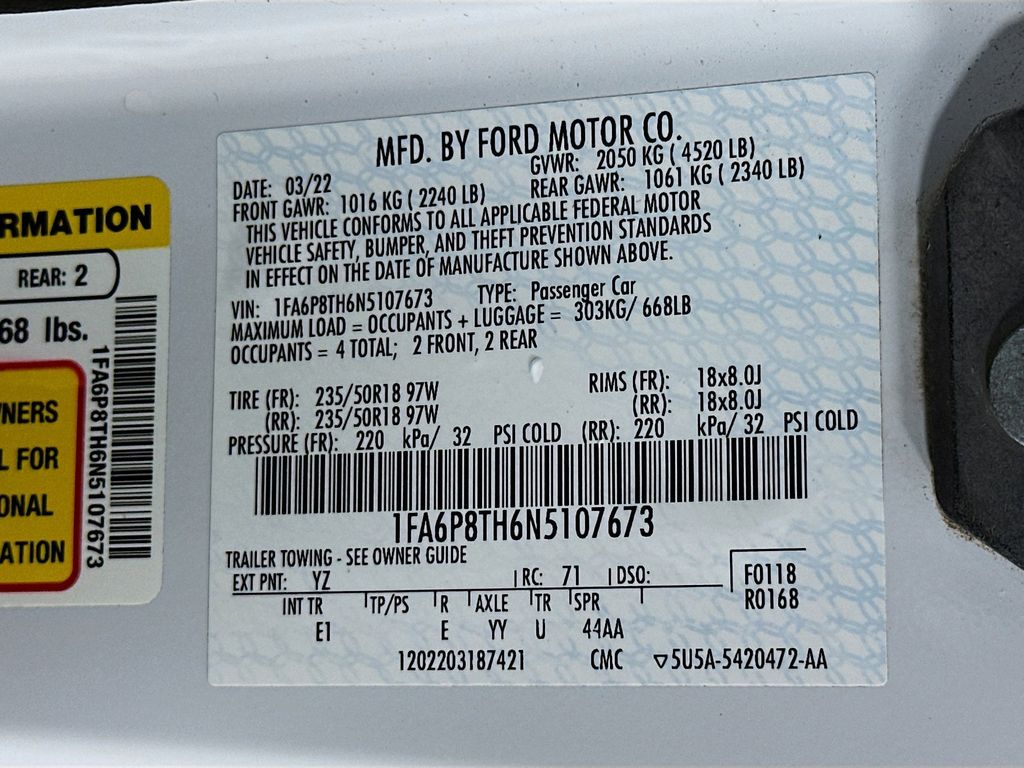 RMATION
REAR: 2
68 lbs.
WNERS
L FOR
ONAL
ATION
1FA6P8TH6N5107673
MFD. BY FORD MOTOR CO.
DATE: 03/22 GVWR: 2050 KG ( 4520 LB)
FRONT GAWR: 1016 KG ( 2240 LB) REAR GAWR: 1061 KG ( 2340 LB)
THIS VEHICLE CONFORMS TO ALL APPLICABLE FEDERAL MOTOR
VEHICLE SAFETY, BUMPER, AND THEFT PREVENTION STANDARDS
IN EFFECT ON THE DATE OF MANUFACTURE SHOWN ABOVE.
VIN: 1FA6P8TH6N5107673 TYPE: Passenger Car
MAXIMUM LOAD = OCCUPANTS + LUGGAGE = 303KG/ 668LB
OCCUPANTS = 4 TOTAL; 2 FRONT, 2 REAR
TIRE (FR): 235/50R18 97W RIMS (FR): 18x8.0J
(RR): 235/50R18 97W (RR): 18x8.0J
PRESSURE (FR): 220 kPa/ 32 PSI COLD (RR): 220 kPa/ 32 PSI COLD
1FA6P8TH6N5107673
TRAILER TOWING - SEE OWNER GUIDE
EXT PNT: YZ RC: 71 DSO: F0118
INT TR TP/PS R AXLE TR SPR R0168
E1 E YY U 44AA
1202203187421 CMC ▽5U5A-5420472-AA